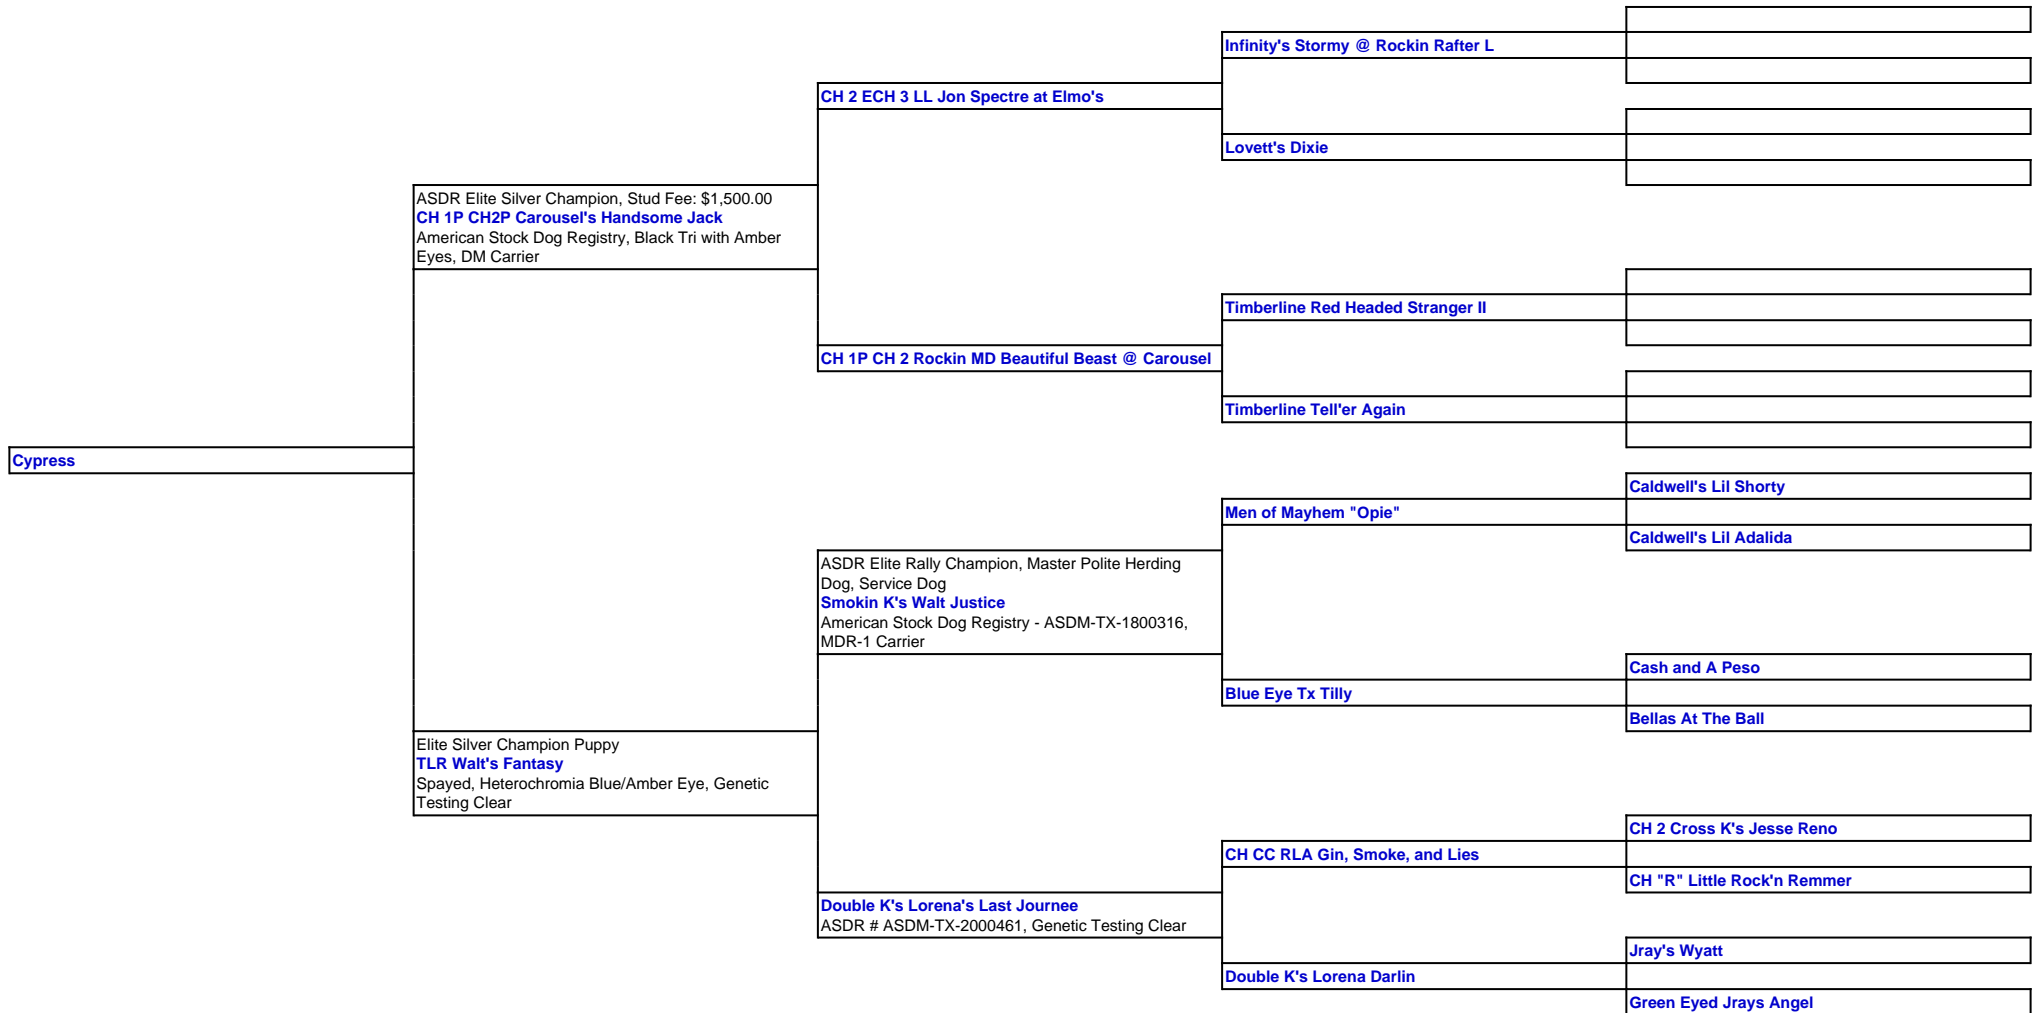 Infinity's Stormy @ Rockin Rafter L
CH 2 ECH 3 LL Jon Spectre at Elmo's
Lovett's Dixie
ASDR Elite Silver Champion, Stud Fee: $1,500.00
CH 1P CH2P Carousel's Handsome Jack
American Stock Dog Registry, Black Tri with Amber
Eyes, DM Carrier
Timberline Red Headed Stranger II
CH 1P CH 2 Rockin MD Beautiful Beast @ Carousel
Timberline Tell'er Again
Cypress
Caldwell's Lil Shorty
Men of Mayhem "Opie"
Caldwell's Lil Adalida
ASDR Elite Rally Champion, Master Polite Herding
Dog, Service Dog
Smokin K's Walt Justice
American Stock Dog Registry - ASDM-TX-1800316,
MDR-1 Carrier
Cash and A Peso
Blue Eye Tx Tilly
Bellas At The Ball
Elite Silver Champion Puppy
TLR Walt's Fantasy
Spayed, Heterochromia Blue/Amber Eye, Genetic
Testing Clear
CH 2 Cross K's Jesse Reno
CH CC RLA Gin, Smoke, and Lies
CH "R" Little Rock'n Remmer
Double K's Lorena's Last Journee
ASDR # ASDM-TX-2000461, Genetic Testing Clear
Jray's Wyatt
Double K's Lorena Darlin
Green Eyed Jrays Angel